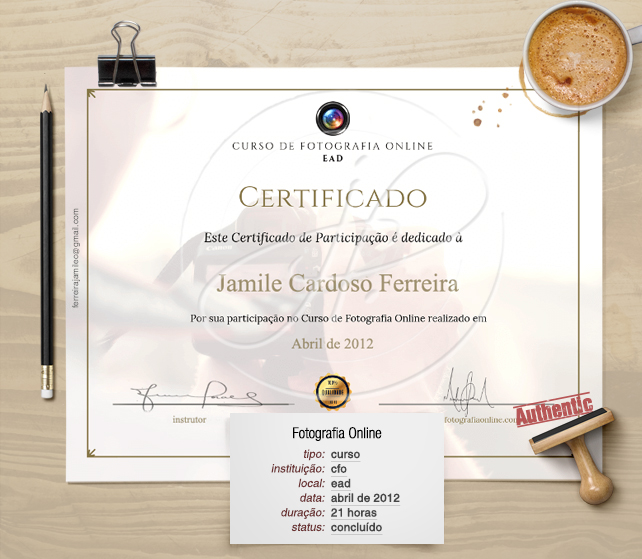 CURSO DE FOTOGRAFIA ONLINE
EAD
CERTIFICADO
Este Certificado de Participação é dedicado à
Jamile Cardoso Ferreira
Por sua participação no Curso de Fotografia Online realizado em
Abril de 2012
ferreirajamilec@gmail.com
instrutor
fotografiaonline.com
Authentic
Fotografia Online
tipo: curso
instituição: cfo
local: ead
data: abril de 2012
duração: 21 horas
status: concluído